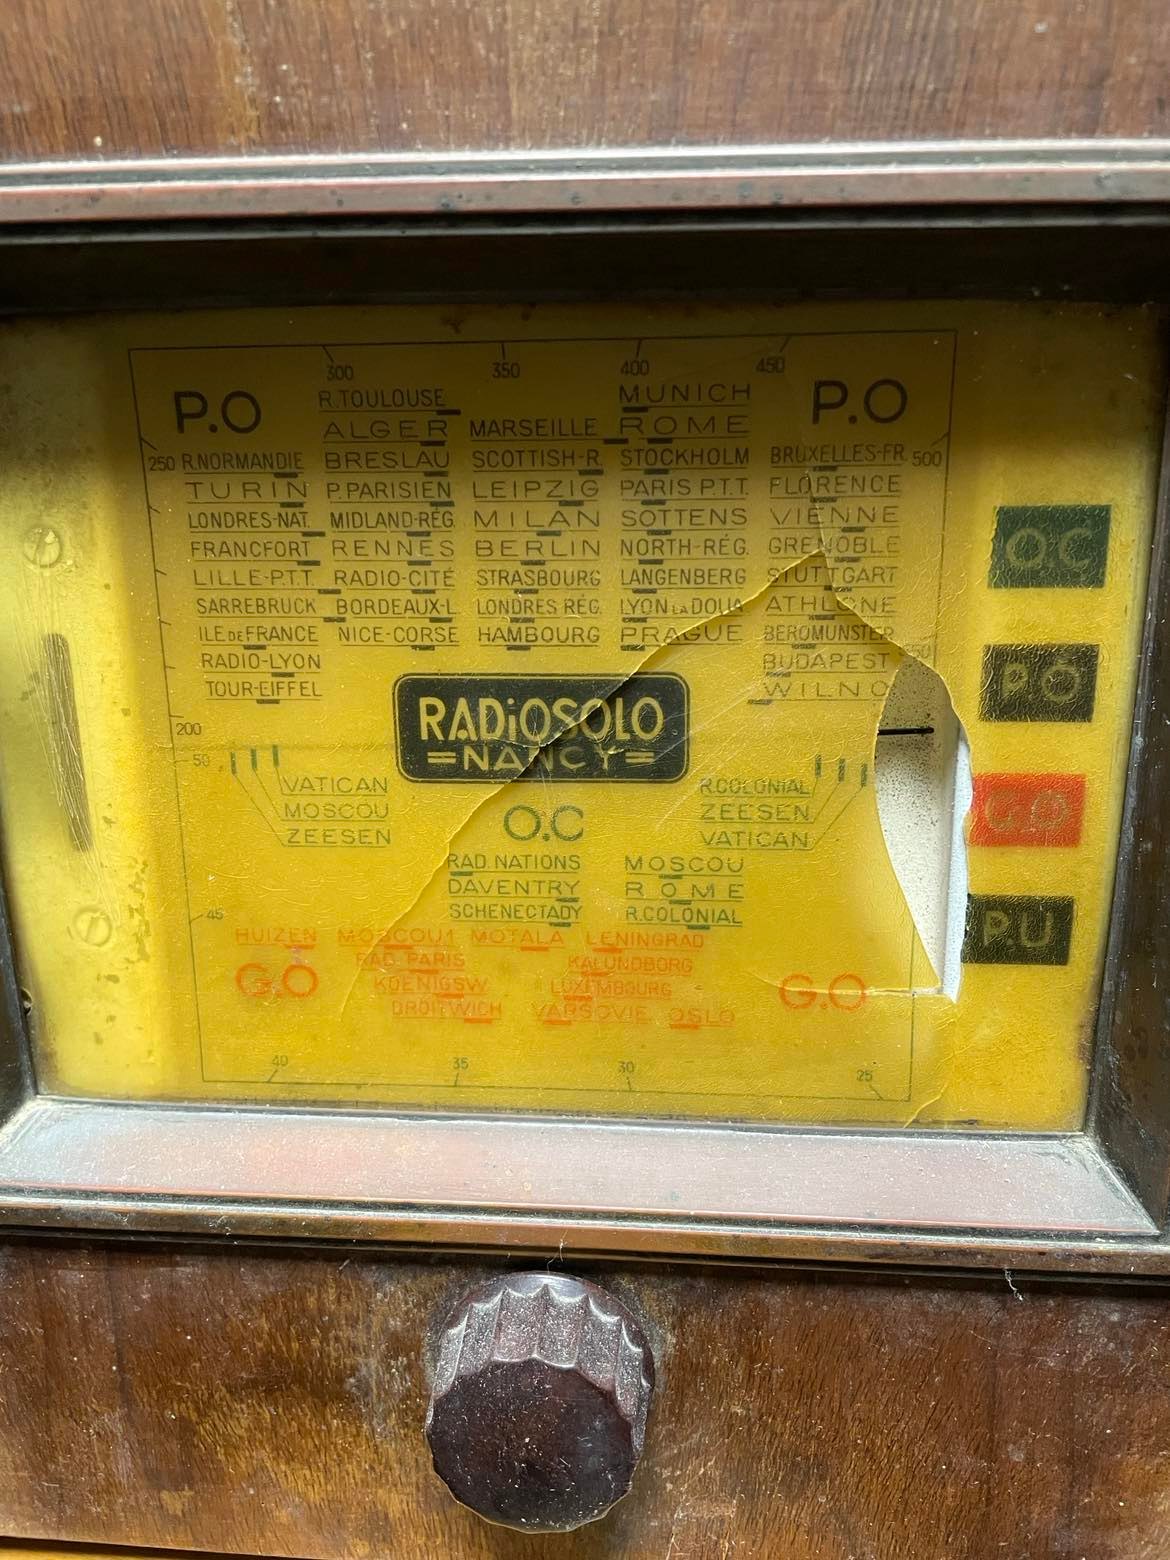 300 350 400 450
P.O
R.TOULOUSE
MUNICH
P.O
ALGER MARSEILLE ROME
250 R.NORMANDIE BRESLAU SCOTTISH-R. STOCKHOLM BRUXELLES-FR. 500
TURIN P.PARISIEN LEIPZIG PARIS P.T.T. FLORENCE
LONDRES-NAT. MIDLAND-RÉG. MILAN SOTTENS VIENNE
FRANCFORT RENNES BERLIN NORTH-RÉG. GRENOBLE
LILLE-P.T.T. RADIO-CITÉ STRASBOURG LANGENBERG STUTTGART
SARREBRUCK BORDEAUX-L. LONDRES RÉG. LYON LA DOUA ATHLONE
ILE DE FRANCE NICE-CORSE HAMBOURG PRAGUE BEROMUNSTER
RADIO-LYON BUDAPEST
TOUR-EIFFEL WILNO
RADiOSOLO
=NANCY=
200
50
VATICAN R.COLONIAL
MOSCOU ZEESEN
ZEESEN VATICAN
O.C
RAD. NATIONS MOSCOU
DAVENTRY ROME
SCHENECTADY R.COLONIAL
45
HUIZEN MOSCOU1 MOTALA LENINGRAD
G.O RAD-PARIS KALUNDBORG G.O
KOENIGSW. LUXEMBOURG
DROITWICH VARSOVIE OSLO
40 35 30 25
O.C
P.O
G.O
P.U